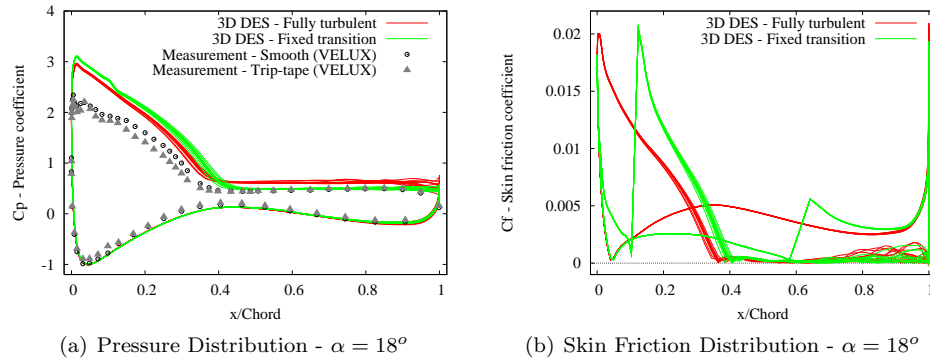 4
3
2
1
0
-1
0
0.2
0.4
0.6
0.8
1
Cp - Pressure coefficient
x/Chord
3D DES - Fully turbulent
3D DES - Fixed transition
Measurement - Smooth (VELUX)
Measurement - Trip-tape (VELUX)
(a) Pressure Distribution - α = 18°
0.02
0.015
0.01
0.005
0
0
0.2
0.4
0.6
0.8
1
Cf - Skin friction coefficient
x/Chord
3D DES - Fully turbulent
3D DES - Fixed transition
(b) Skin Friction Distribution - α = 18°